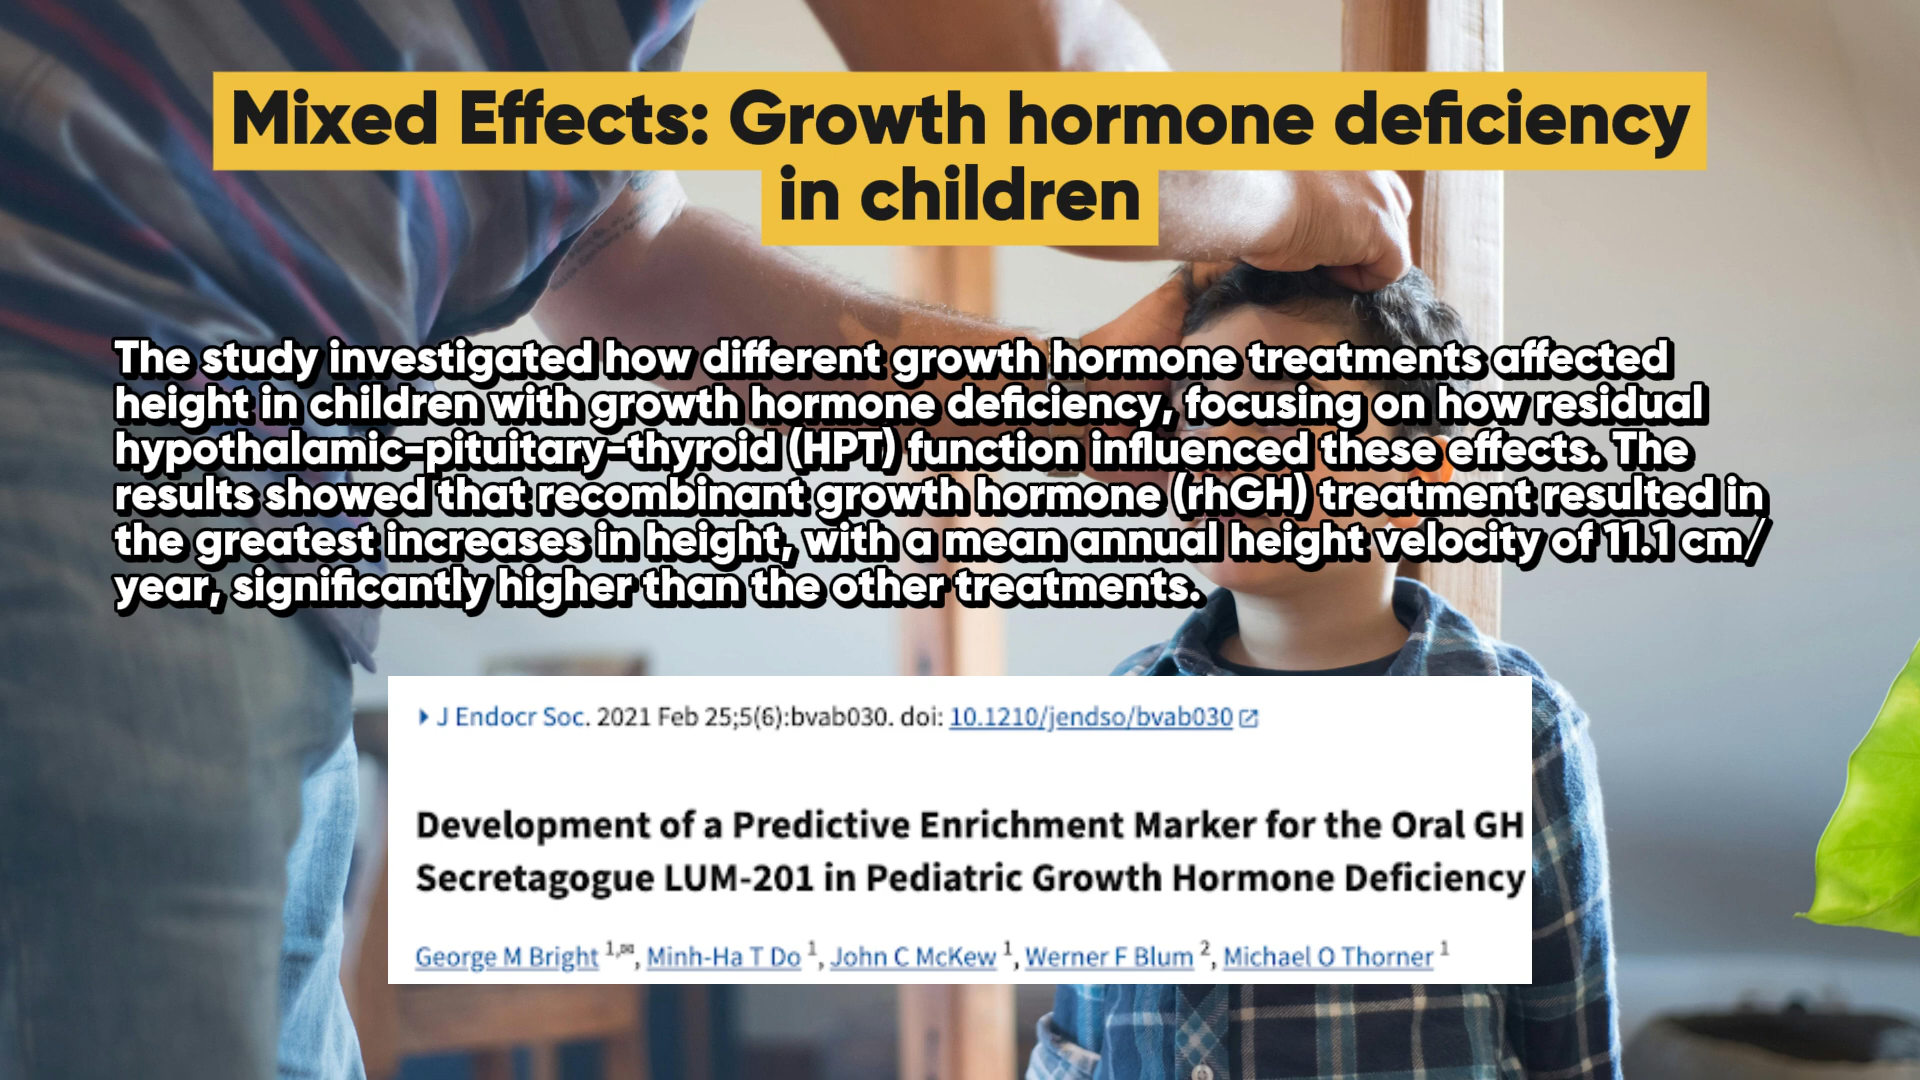 Mixed Effects: Growth hormone deficiency
in children
The study investigated how different growth hormone treatments affected
height in children with growth hormone deficiency, focusing on how residual
hypothalamic-pituitary-thyroid (HPT) function influenced these effects. The
results showed that recombinant growth hormone (rhGH) treatment resulted in
the greatest increases in height, with a mean annual height velocity of 11.1 cm/
year, significantly higher than the other treatments.
J Endocr Soc. 2021 Feb 25;5(6):bvab030. doi: 10.1210/jendso/bvab030
Development of a Predictive Enrichment Marker for the Oral GH
Secretagogue LUM-201 in Pediatric Growth Hormone Deficiency
George M Bright 1,✉, Minh-Ha T Do 1, John C McKew 1, Werner F Blum 2, Michael O Thorner 1